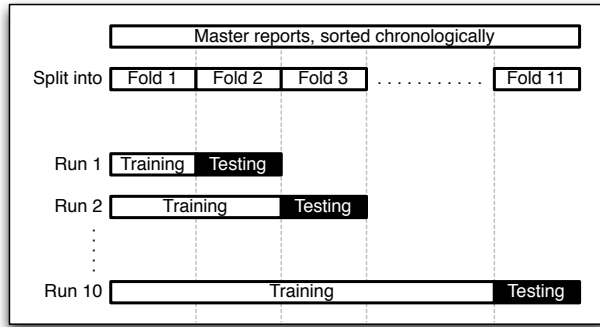 Master reports, sorted chronologically
Split into Fold 1 Fold 2 Fold 3 . . . . . . . . . . . Fold 11
Run 1 Training Testing
Run 2 Training Testing
Run 10 Training Testing